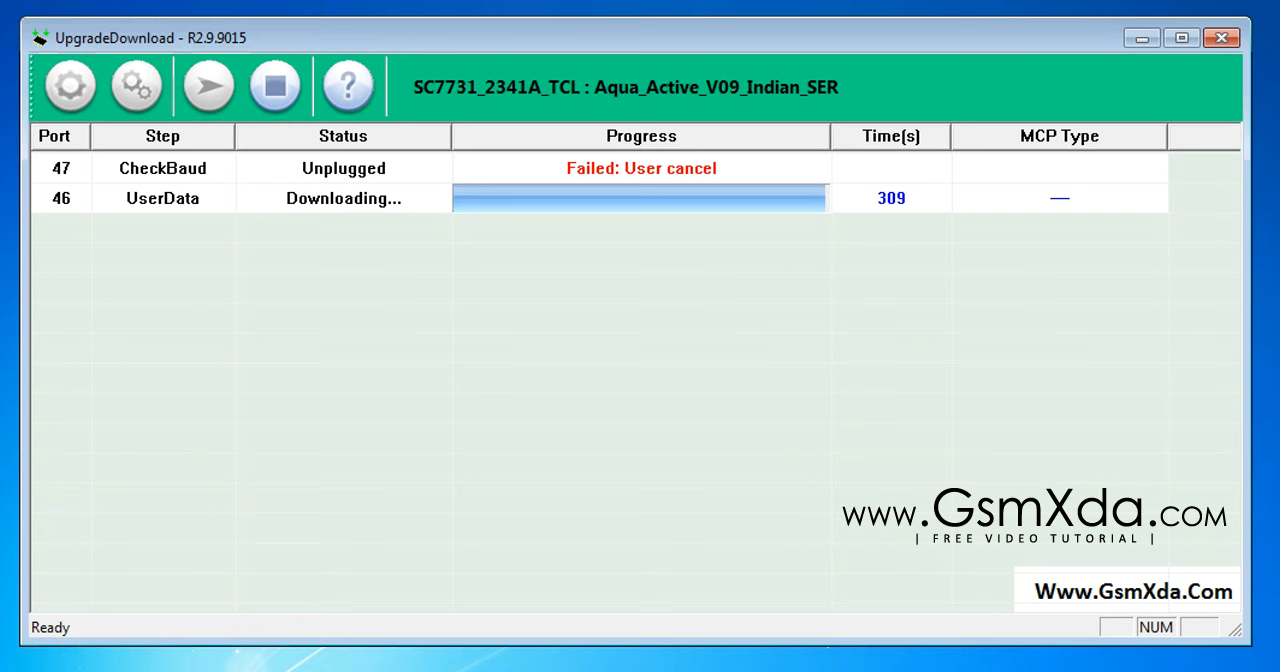 UpgradeDownload - R2.9.9015
?
SC7731_2341A_TCL : Aqua_Active_V09_Indian_SER
Port Step Status Progress Time(s) MCP Type
47 CheckBaud Unplugged Failed: User cancel
46 UserData Downloading... 309 —
www.GsmXda.com
| FREE VIDEO TUTORIAL |
Www.GsmXda.Com
Ready NUM